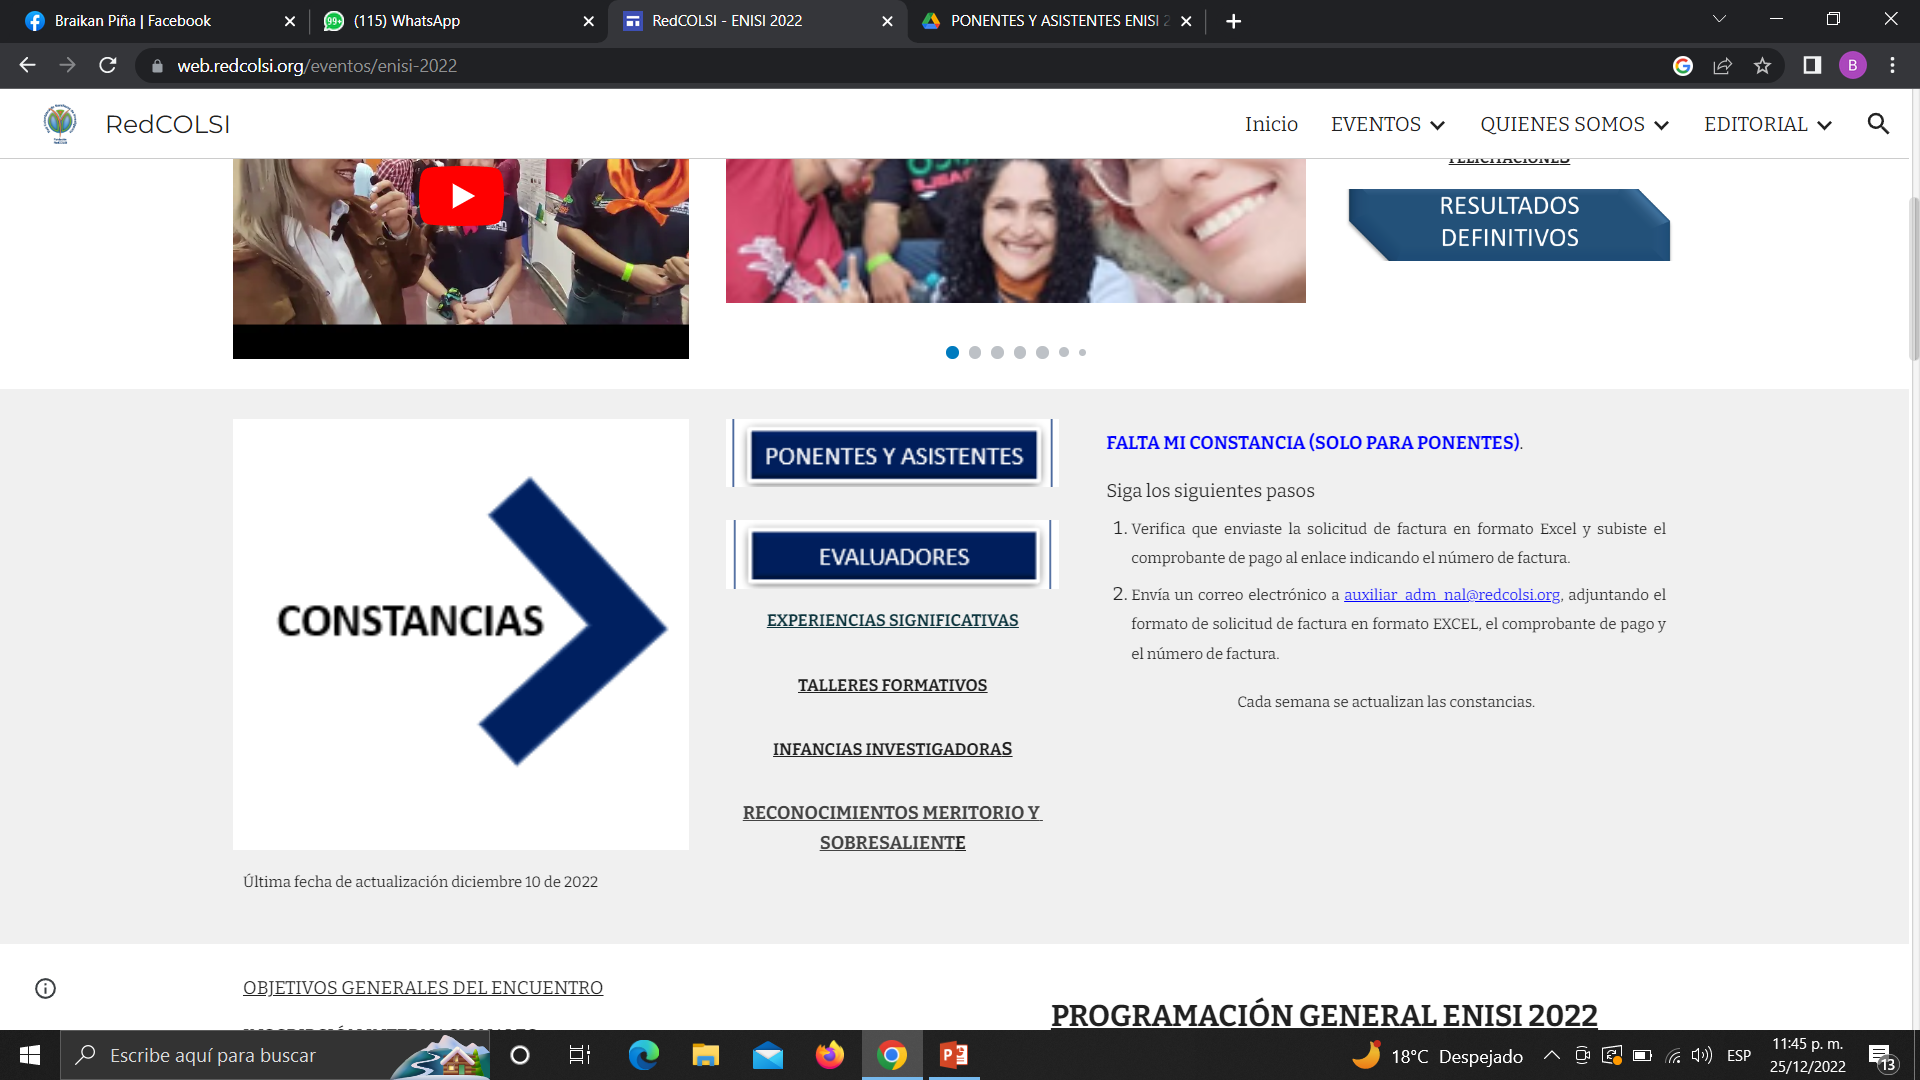 Braikan Piña | Facebook
(115) WhatsApp
RedCOLSI - ENISI 2022
PONENTES Y ASISTENTES ENISI 2
web.redcolsi.org/eventos/enisi-2022
B
RedCOLSI
Inicio
EVENTOS
QUIENES SOMOS
EDITORIAL
FELICITACIONES
RESULTADOS
DEFINITIVOS
CONSTANCIAS
Última fecha de actualización diciembre 10 de 2022
PONENTES Y ASISTENTES
EVALUADORES
EXPERIENCIAS SIGNIFICATIVAS
TALLERES FORMATIVOS
INFANCIAS INVESTIGADORAS
RECONOCIMIENTOS MERITORIO Y
SOBRESALIENTE
FALTA MI CONSTANCIA (SOLO PARA PONENTES).
Siga los siguientes pasos
1. Verifica que enviaste la solicitud de factura en formato Excel y subiste el
comprobante de pago al enlace indicando el número de factura.
2. Envía un correo electrónico a auxiliar_adm_nal@redcolsi.org, adjuntando el
formato de solicitud de factura en formato EXCEL, el comprobante de pago y
el número de factura.
Cada semana se actualizan las constancias.
OBJETIVOS GENERALES DEL ENCUENTRO
PROGRAMACIÓN GENERAL ENISI 2022
Escribe aquí para buscar
18°C Despejado
ESP
11:45 p. m.
25/12/2022
13